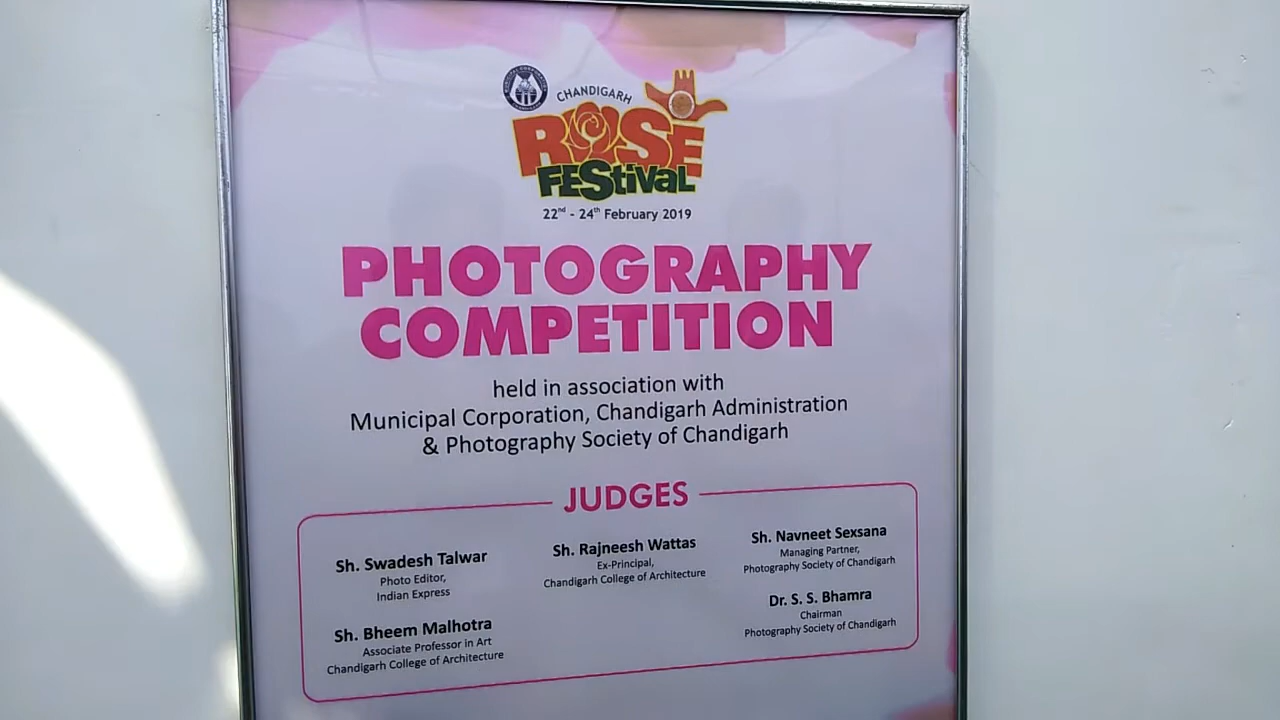 CHANDIGARH
ROSE
FEStiVaL
22nd - 24th February 2019
PHOTOGRAPHY
COMPETITION
held in association with
Municipal Corporation, Chandigarh Administration
& Photography Society of Chandigarh
JUDGES
Sh. Swadesh Talwar
Photo Editor,
Indian Express
Sh. Bheem Malhotra
Associate Professor in Art
Chandigarh College of Architecture
Sh. Rajneesh Wattas
Ex-Principal,
Chandigarh College of Architecture
Sh. Navneet Sexsana
Managing Partner,
Photography Society of Chandigarh
Dr. S. S. Bhamra
Chairman
Photography Society of Chandigarh